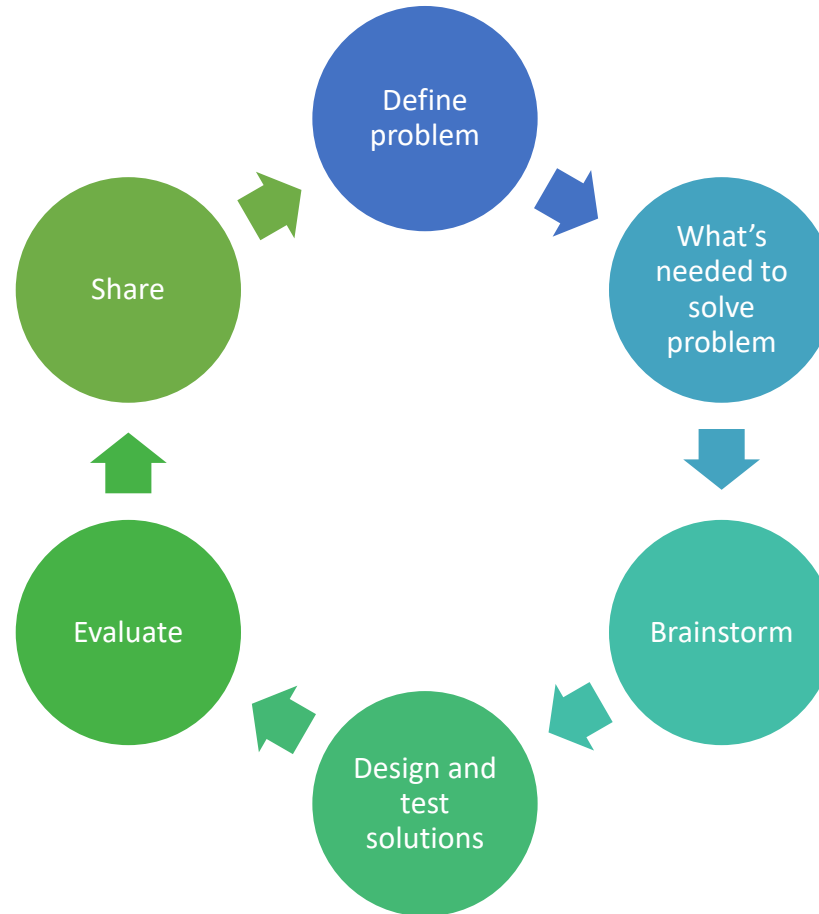 Define
problem
What’s
needed to
solve
problem
Brainstorm
Design and
test
solutions
Evaluate
Share